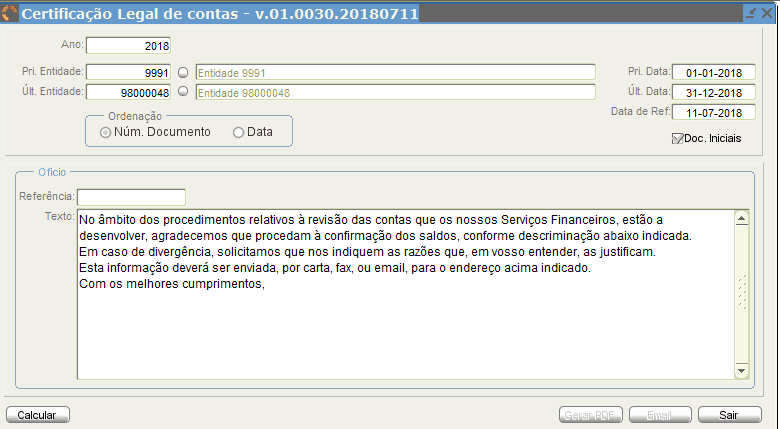 Certificação Legal de contas - v.01.0030.20180711
Ano: 2018
Pri. Entidade: 9991 Entidade 9991 Pri. Data: 01-01-2018
Últ. Entidade: 98000048 Entidade 98000048 Últ. Data: 31-12-2018
Data de Ref: 11-07-2018
Ordenação
Núm. Documento Data
Doc. Iniciais
Ofício
Referência:
Texto:
No âmbito dos procedimentos relativos à revisão das contas que os nossos Serviços Financeiros, estão a
desenvolver, agradecemos que procedam à confirmação dos saldos, conforme descriminação abaixo indicada.
Em caso de divergência, solicitamos que nos indiquem as razões que, em vosso entender, as justificam.
Esta informação deverá ser enviada, por carta, fax, ou email, para o endereço acima indicado.
Com os melhores cumprimentos,
Calcular Gerar PDF Email Sair